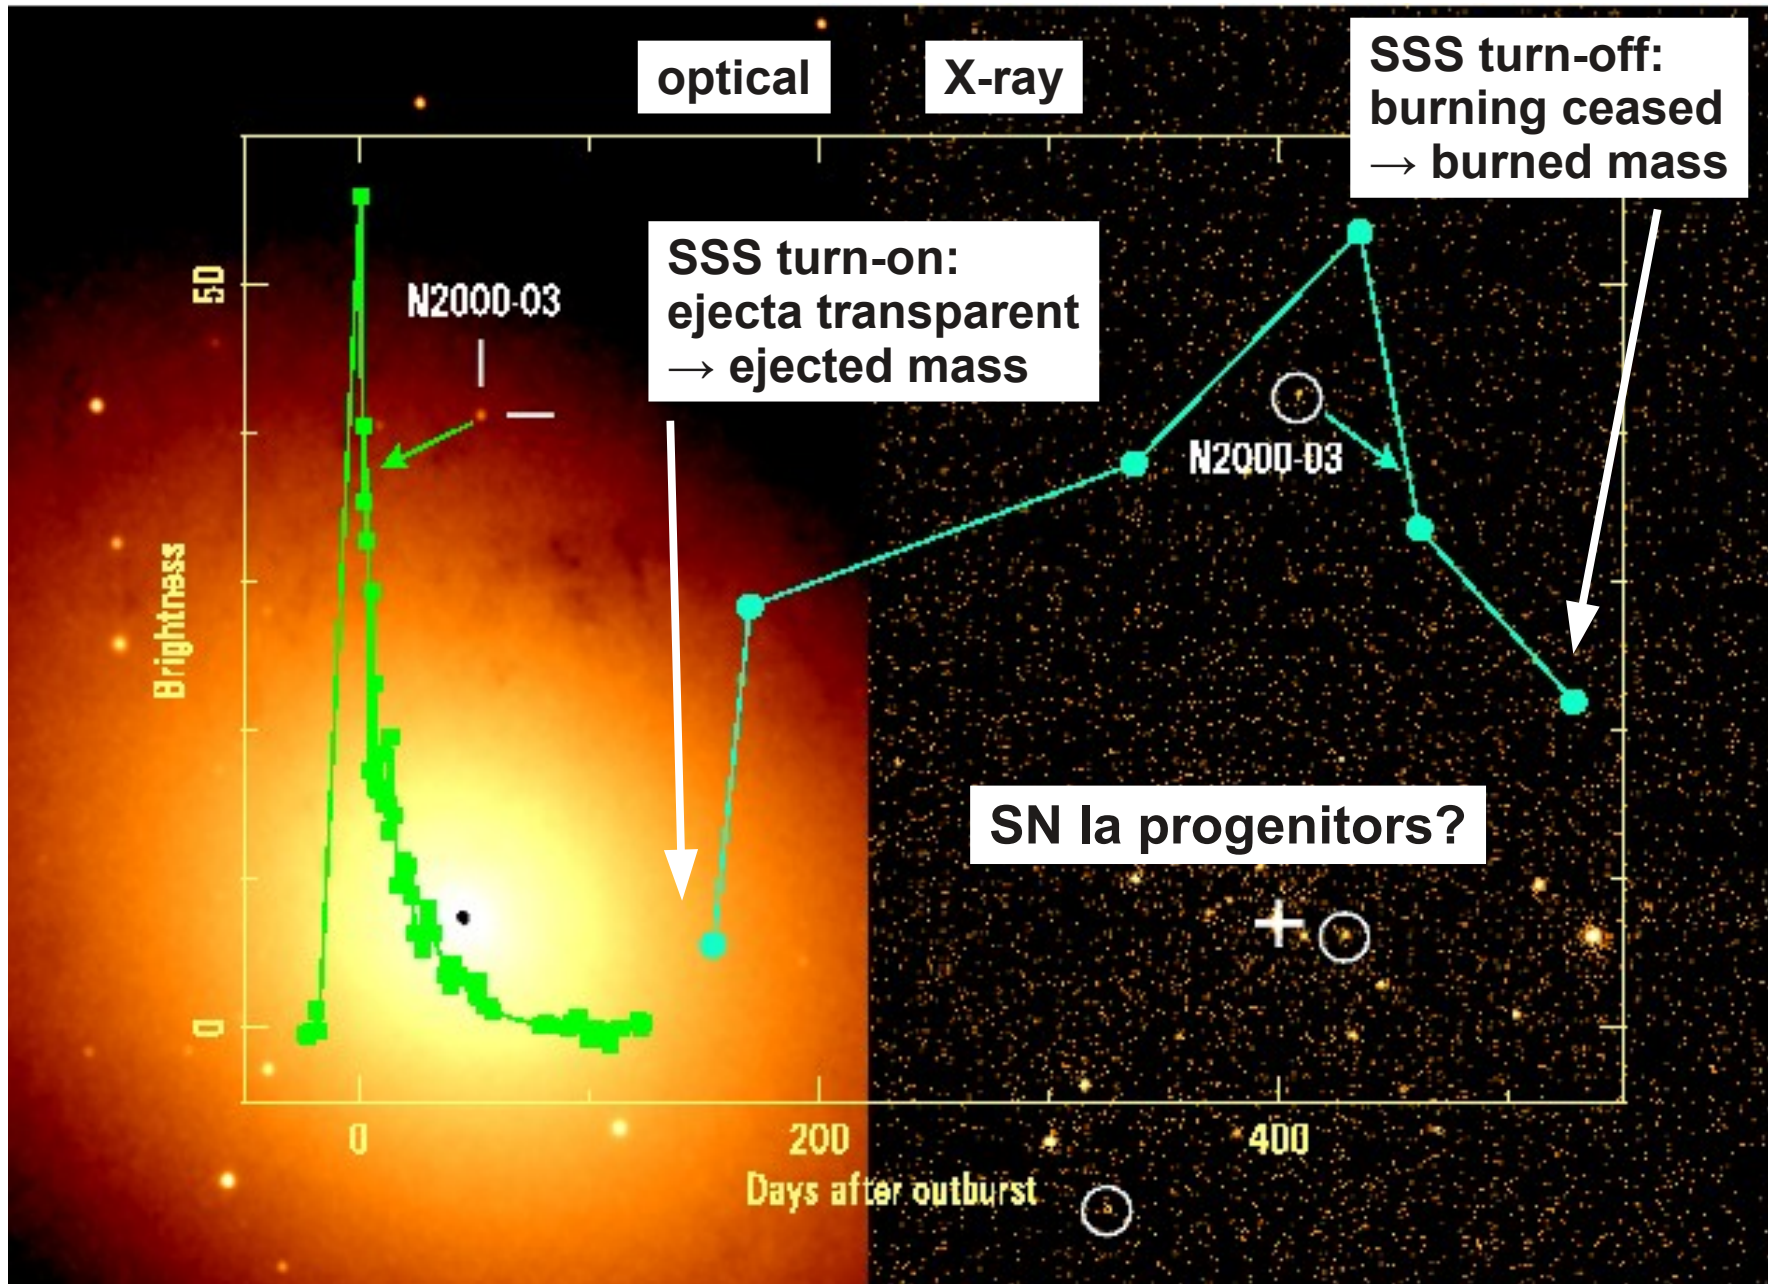 optical
X-ray
SSS turn-off:
burning ceased
→ burned mass
SSS turn-on:
ejecta transparent
→ ejected mass
50
N2000-03
N2000-03
Brightness
SN Ia progenitors?
0
0
200
400
Days after outburst